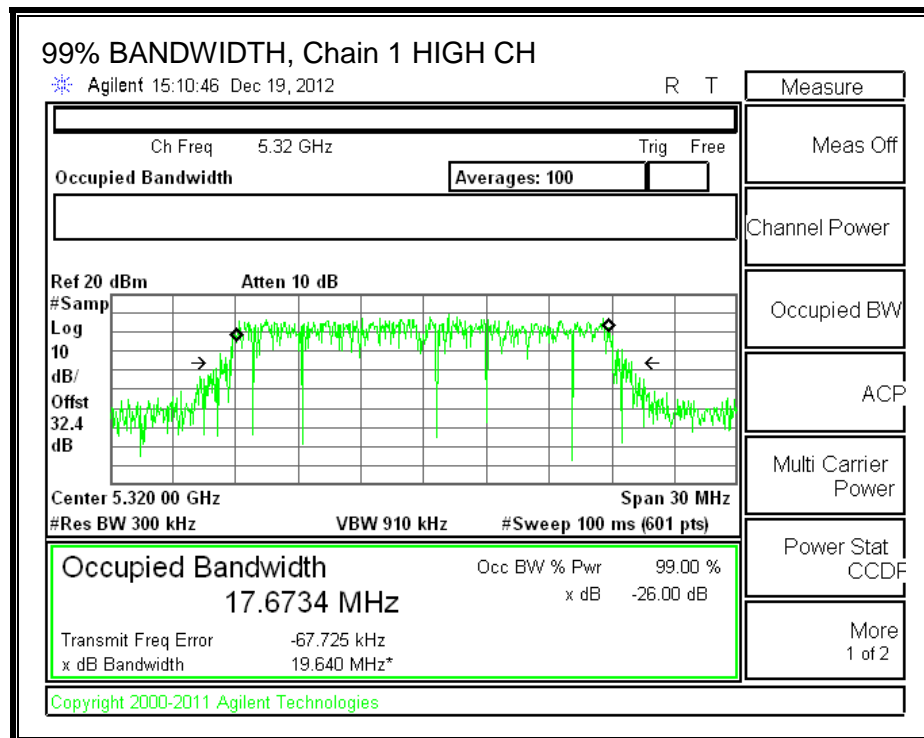 99% BANDWIDTH, Chain 1 HIGH CH
Agilent 15:10:46 Dec 19, 2012 R T
Measure
Ch Freq 5.32 GHz Trig Free
Occupied Bandwidth Averages: 100
Meas Off
Channel Power
Occupied BW
ACP
Multi Carrier
Power
Power Stat
CCDF
More
1 of 2
Ref 20 dBm Atten 10 dB
#Samp
Log
10
dB/
Offst
32.4
dB
Center 5.320 00 GHz Span 30 MHz
#Res BW 300 kHz VBW 910 kHz #Sweep 100 ms (601 pts)
Occupied Bandwidth Occ BW % Pwr 99.00 %
17.6734 MHz x dB -26.00 dB
Transmit Freq Error -67.725 kHz
x dB Bandwidth 19.640 MHz*
Copyright 2000-2011 Agilent Technologies